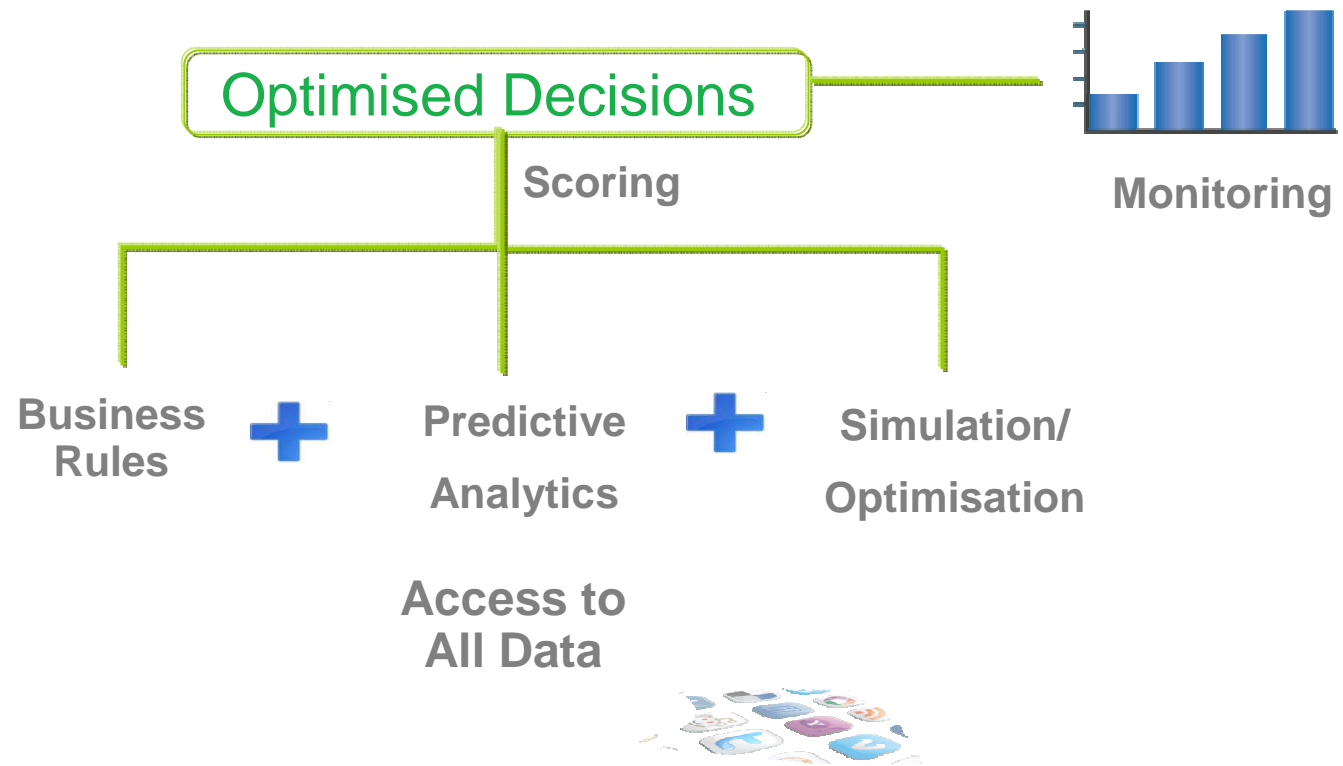 Optimised Decisions
Scoring
Monitoring
Business
Rules
Predictive
Analytics
Simulation/
Optimisation
Access to
All Data